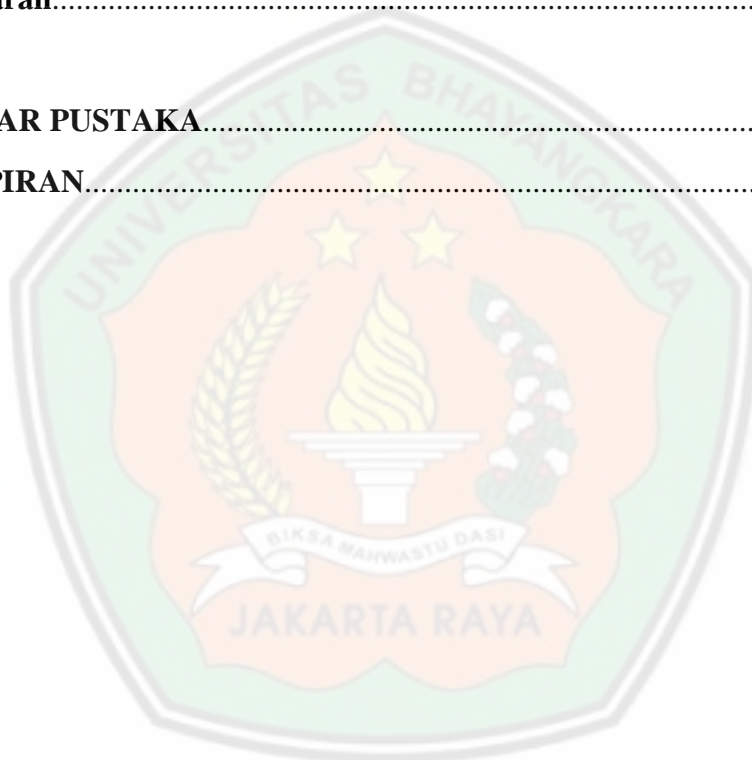 aran..............................................................
AR PUSTAKA..............................................................
PIRAN..............................................................
UNIVERSITAS BHAYANGKARA
BIKSA MAHWASTU DASI
JAKARTA RAYA